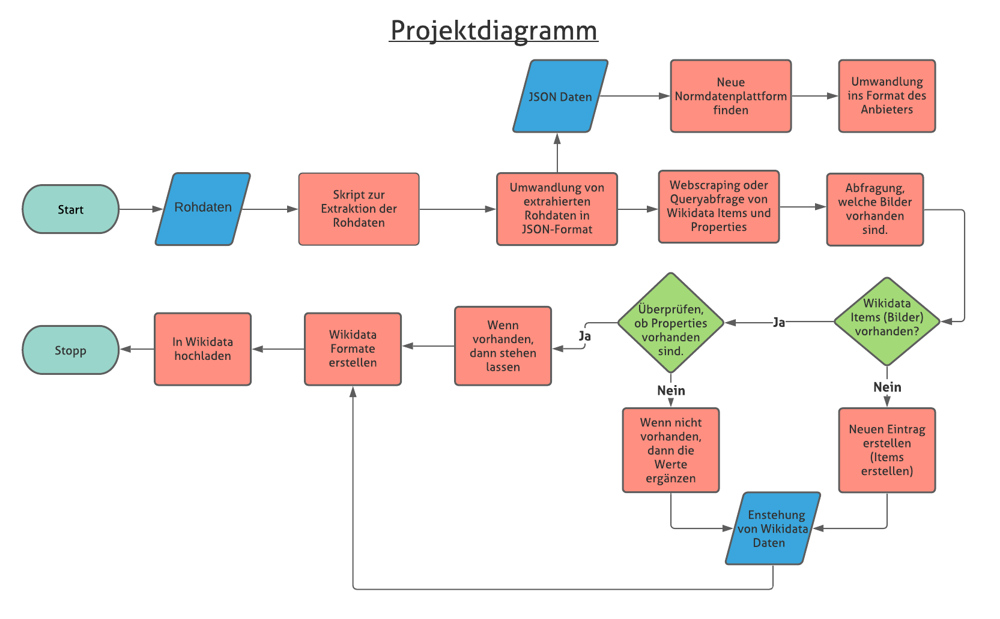 Projektdiagramm
JSON Daten
Neue
Normdatenplattform
finden
Umwandlung
ins Format des
Anbieters
Start
Rohdaten
Skript zur
Extraktion der
Rohdaten
Umwandlung von
extrahierten
Rohdaten in
JSON-Format
Webscraping oder
Queryabfrage von
Wikidata Items und
Properties
Abfragung,
welche Bilder
vorhanden
sind.
Wikidata
Items (Bilder)
vorhanden?
Ja
Überprüfen,
ob Properties
vorhanden
sind.
Ja
Wenn
vorhanden,
dann stehen
lassen
Wikidata
Formate
erstellen
In Wikidata
hochladen
Stopp
Nein
Wenn nicht
vorhanden,
dann die
Werte
ergänzen
Nein
Neuen Eintrag
erstellen
(Items
erstellen)
Enstehung
von Wikidata
Daten